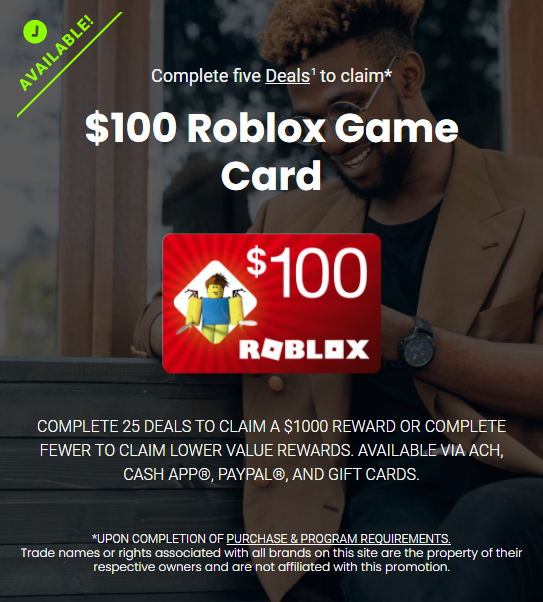 J
AVAILABLE!
Complete five Deals¹ to claim*
$100 Roblox Game
Card
$100
ROBLOX
COMPLETE 25 DEALS TO CLAIM A $1000 REWARD OR COMPLETE
FEWER TO CLAIM LOWER VALUE REWARDS. AVAILABLE VIA ACH,
CASH APP®, PAYPAL®, AND GIFT CARDS.
*UPON COMPLETION OF PURCHASE & PROGRAM REQUIREMENTS.
Trade names or rights associated with all brands on this site are the property of their
respective owners and are not affiliated with this promotion.